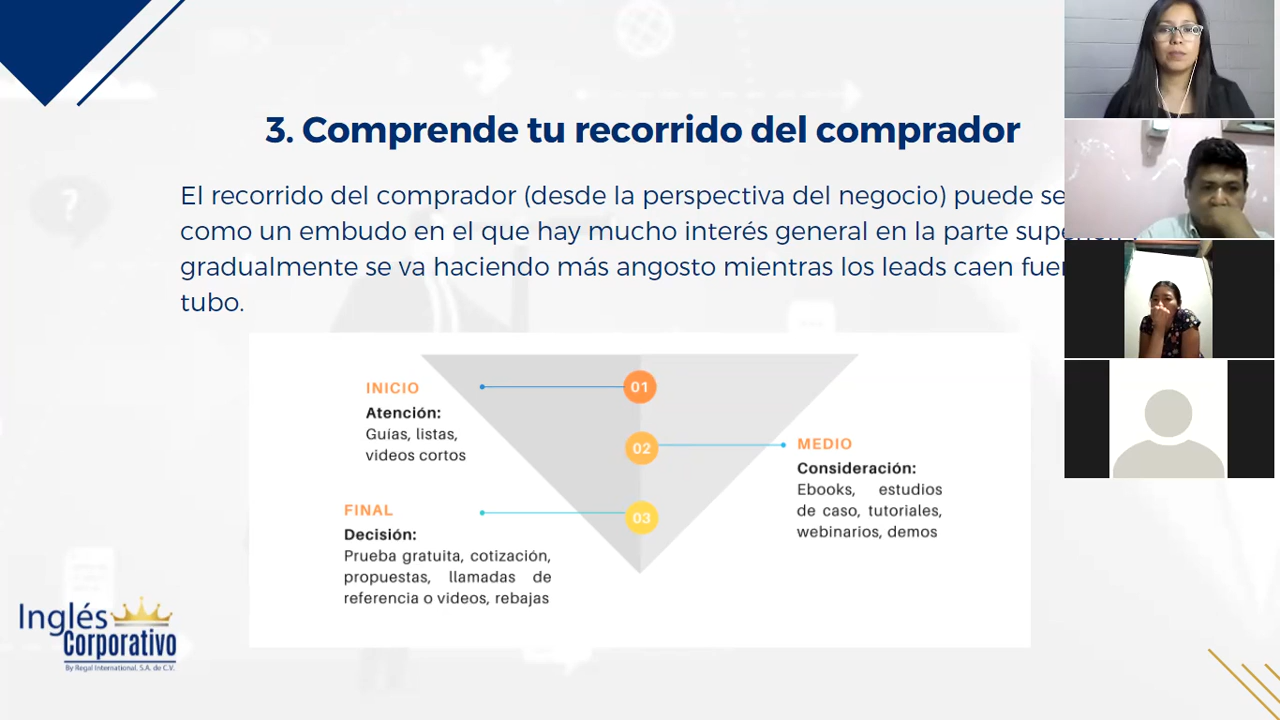 3. Comprende tu recorrido del comprador
El recorrido del comprador (desde la perspectiva del negocio) puede se
como un embudo en el que hay mucho interés general en la parte
gradualmente se va haciendo más angosto mientras los leads caen
tubo.
INICIO
Atención:
Guías, listas,
videos cortos
01
02
MEDIO
Consideración:
Ebooks, estudios
de caso, tutoriales,
webinarios, demos
FINAL
Decisión:
Prueba gratuita, cotización,
propuestas, llamadas de
referencia o videos, rebajas
03
Inglés
Corporativo
By Regal International, S.A. de C.V.